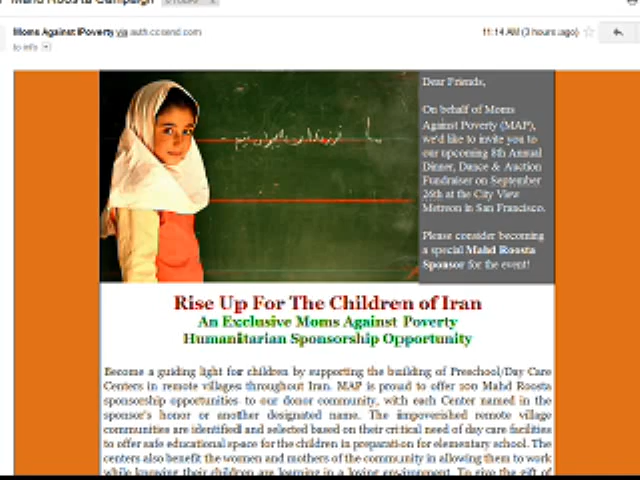 Moms Against Poverty via auth.ccsend.com
11:14 AM (3 hours ago)
to info
Dear Friends,
On behalf of Moms
Against Poverty (MAP),
we'd like to invite you to
our upcoming 8th Annual
Dinner, Dance & Auction
Fundraiser on September
26th at the City View
Metreon in San Francisco.
Please consider becoming
a special Mahd Roosta
Sponsor for the event!
Rise Up For The Children of Iran
An Exclusive Moms Against Poverty
Humanitarian Sponsorship Opportunity
Become a guiding light for children by supporting the building of Preschool/Day Care
Centers in remote villages throughout Iran. MAP is proud to offer 100 Mahd Roosta
sponsorship opportunities to our donor community, with each Center named in the
sponsor's honor or another designated name. The impoverished remote village
communities are identified and selected based on their critical need of day care facilities
to offer safe educational space for the children in preparation for elementary school. The
centers also benefit the women and mothers of the community in allowing them to work
while knowing their children are learning in a loving environment. To give the gift of